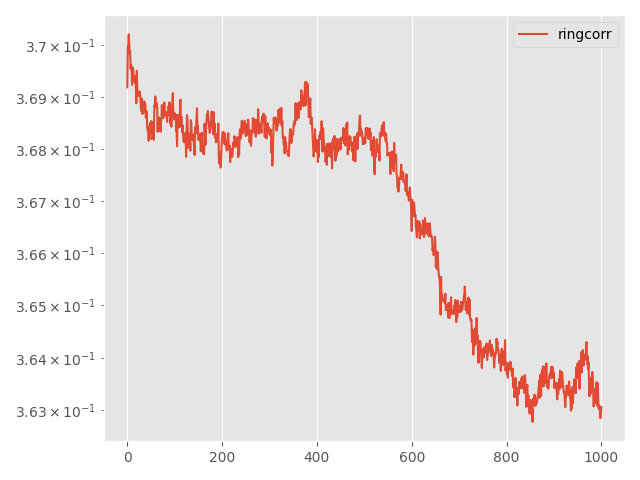 ringcorr
3.7 × 10⁻¹
3.69 × 10⁻¹
3.68 × 10⁻¹
3.67 × 10⁻¹
3.66 × 10⁻¹
3.65 × 10⁻¹
3.64 × 10⁻¹
3.63 × 10⁻¹
0 200 400 600 800 1000